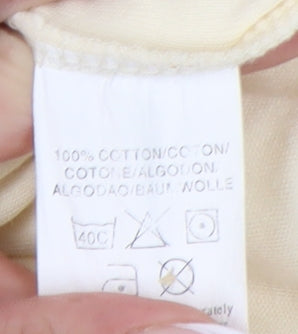 100% COTTON/COTON/
COTONE/ALGODON,
ALGODAO/BAUMWOLLE
40C